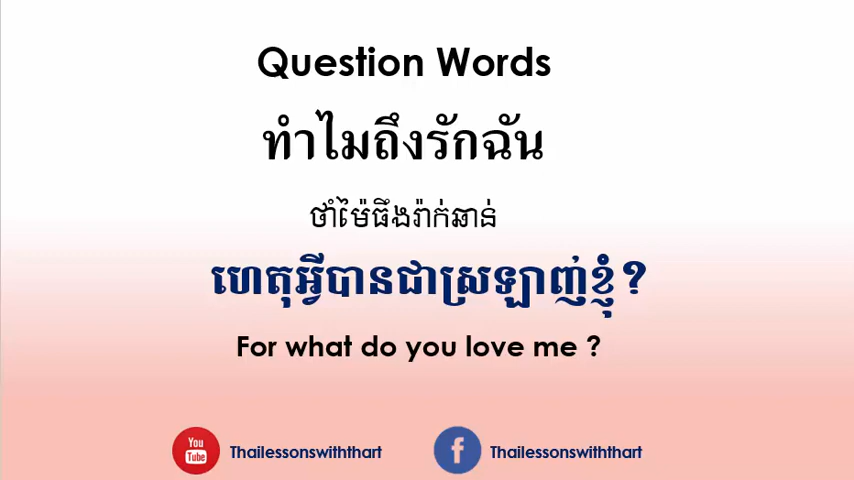 Question Words
ทำไมถึงรักฉัน
ថាំម៉ៃធឹងរ៉ាក់ឆាន់
ហេតុអ្វីបានជាស្រឡាញ់ខ្ញុំ?
For what do you love me ?
You Tube Thailessonswiththart f Thailessonswiththart